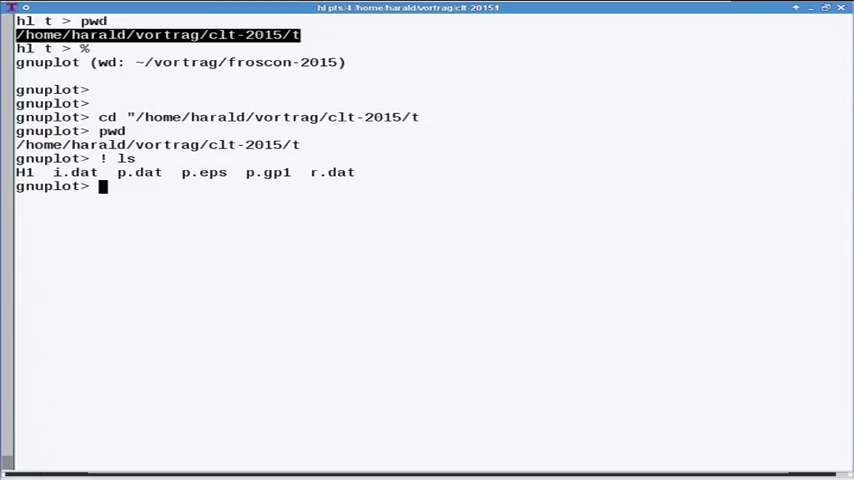 hl pts/4 /home/harald/vortrag/clt-2015/t
hl t > pwd
/home/harald/vortrag/clt-2015/t
hl t > %
gnuplot (wd: ~/vortrag/froscon-2015)
gnuplot>
gnuplot>
gnuplot> cd "/home/harald/vortrag/clt-2015/t
gnuplot> pwd
/home/harald/vortrag/clt-2015/t
gnuplot> ! ls
H1  i.dat  p.dat  p.eps  p.gp1  r.dat
gnuplot>